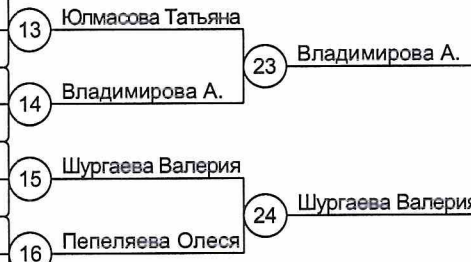 13 Юлмасова Татьяна
23 Владимирова А.
14 Владимирова А.
15 Шургаева Валерия
24 Шургаева Валерия
16 Пепеляева Олеся